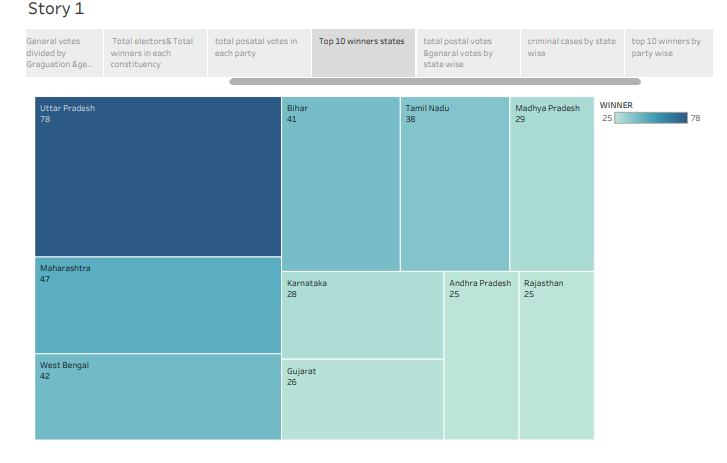 Story 1
Genaral votes
divided by
Graguation &ge..
Total electors& Total
winners in each
constituency
total posatal votes in
each party
Top 10 winners states
total postal votes
&genaral votes by
state wise
criminal cases by state
wise
top 10 winners by
party wise
Uttar Pradesh
78
Maharashtra
47
West Bengal
42
Bihar
41
Tamil Nadu
38
Madhya Pradesh
29
Karnataka
28
Gujarat
26
Andhra Pradesh
25
Rajasthan
25
WINNER
25 78